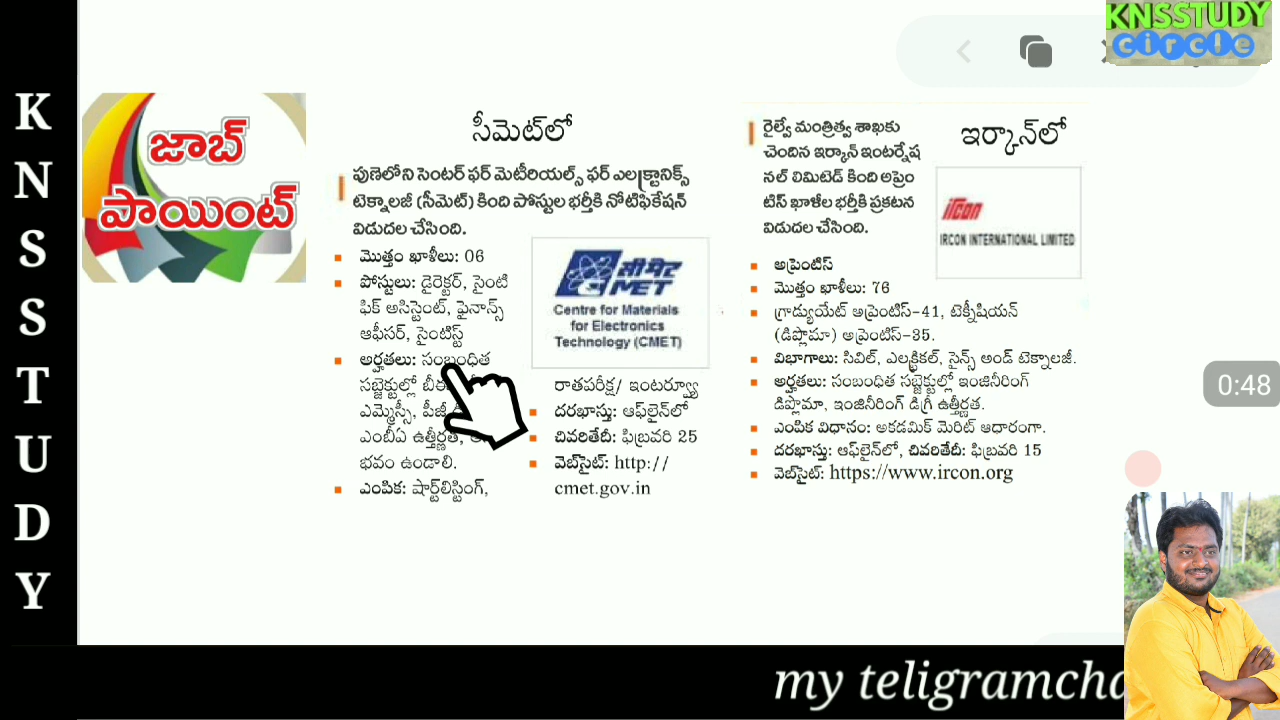 KNSSTUDY
circle
K
N
S
S
T
U
D
Y
జాబ్
పాయింట్
సీమెట్‌లో
పుణెలోని సెంటర్ ఫర్ మెటీరియల్స్ ఫర్ ఎలక్ట్రానిక్స్
టెక్నాలజీ (సీమెట్) కింది పోస్టుల భర్తీకి నోటిఫికేషన్
విడుదల చేసింది.
మొత్తం ఖాళీలు: 06
పోస్టులు: డైరెక్టర్, సైంటి
ఫిక్ అసిస్టెంట్, ఫైనాన్స్
ఆఫీసర్, సైంటిస్ట్
అర్హతలు: సంబంధిత
సబ్జెక్టుల్లో
ఎమ్మెస్సీ,
ఎంబీఏ ఉత్తీర్ణత,
భవం ఉండాలి.
ఎంపిక: షార్ట్‌లిస్టింగ్,
सीमेट
MET
Centre for Materials
for Electronics
Technology (CMET)
రాతపరీక్ష/ ఇంటర్వ్యూ
దరఖాస్తు: ఆఫ్‌లైన్‌లో
చివరితేదీ: ఫిబ్రవరి 25
వెబ్‌సైట్: http://
cmet.gov.in
ఇర్కాన్‌లో
రైల్వే మంత్రిత్వ శాఖకు
చెందిన ఇర్కాన్ ఇంటర్నేష
నల్ లిమిటెడ్ కింది అప్రెం
టిస్ ఖాళీల భర్తీకి ప్రకటన
విడుదల చేసింది.
ircon
IRCON INTERNATIONAL LIMITED
అప్రెంటిస్
మొత్తం ఖాళీలు: 76
గ్రాడ్యుయేట్ అప్రెంటిస్-41, టెక్నీషియన్
(డిప్లొమా) అప్రెంటిస్-35.
విభాగాలు: సివిల్, ఎలక్ట్రికల్, సైన్స్ అండ్ టెక్నాలజీ.
అర్హతలు: సంబంధిత సబ్జెక్టుల్లో ఇంజినీరింగ్
డిప్లొమా, ఇంజినీరింగ్ డిగ్రీ ఉత్తీర్ణత.
ఎంపిక విధానం: అకడమిక్ మెరిట్ ఆధారంగా.
దరఖాస్తు: ఆఫ్‌లైన్‌లో, చివరితేదీ: ఫిబ్రవరి 15
వెబ్‌సైట్: https://www.ircon.org
0:48
my teligramcha